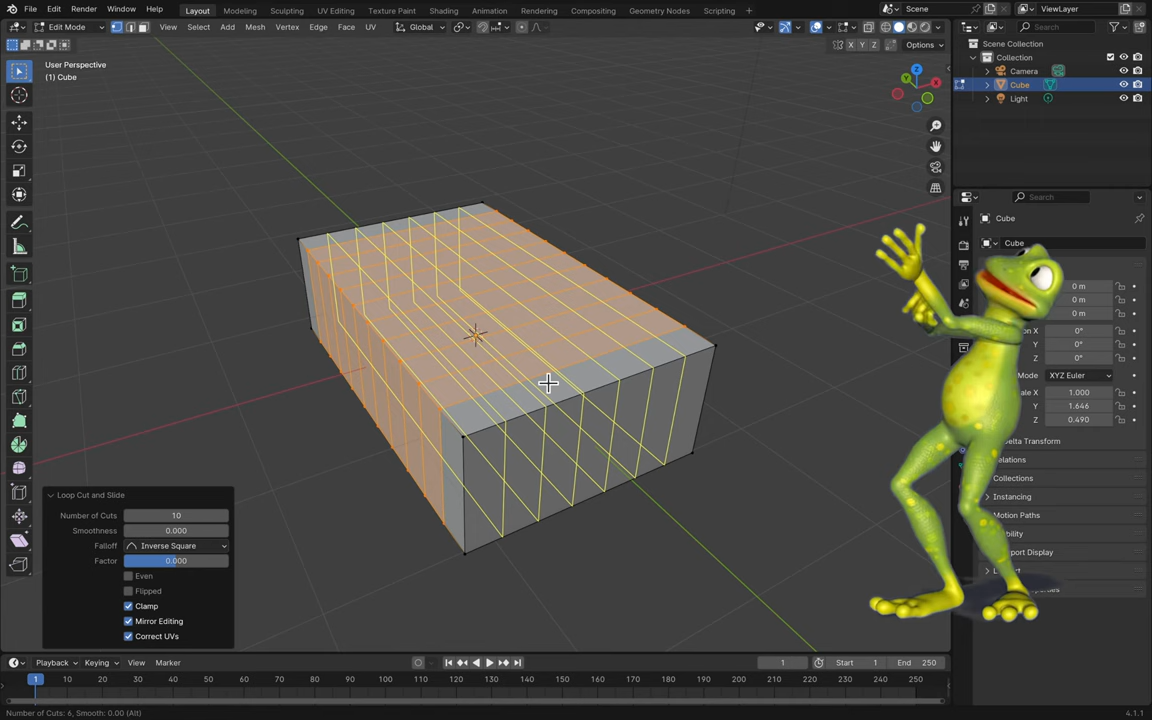 File Edit Render Window Help Layout Modeling Sculpting UV Editing Texture Paint Shading Animation Rendering Compositing Geometry Nodes Scripting Scene ViewLayer
Edit Mode View Select Add Mesh Vertex Edge Face UV Global Search
X Y Z Options
User Perspective
(1) Cube
Scene Collection
Collection
Camera
Cube
Light
Z
Y
X
Search
Cube
Cube
0 m
0 m
0 m
on X 0°
Y 0°
Z 0°
Mode XYZ Euler
ale X 1.000
Y 1.646
Z 0.490
elta Transform
elations
Collections
Instancing
Motion Paths
bility
port Display
Loop Cut and Slide
Number of Cuts 10
Smoothness 0.000
Falloff Inverse Square
Factor 0.000
Even
Flipped
Clamp
Mirror Editing
Correct UVs
Playback Keying View Marker 1 Start 1 End 250
1 10 20 30 40 50 60 70 80 90 100 110 120 130 140 150 160 170 180 190 200 210 220 230 240 250
Number of Cuts: 6, Smooth: 0.00 (Alt) 4.1.1